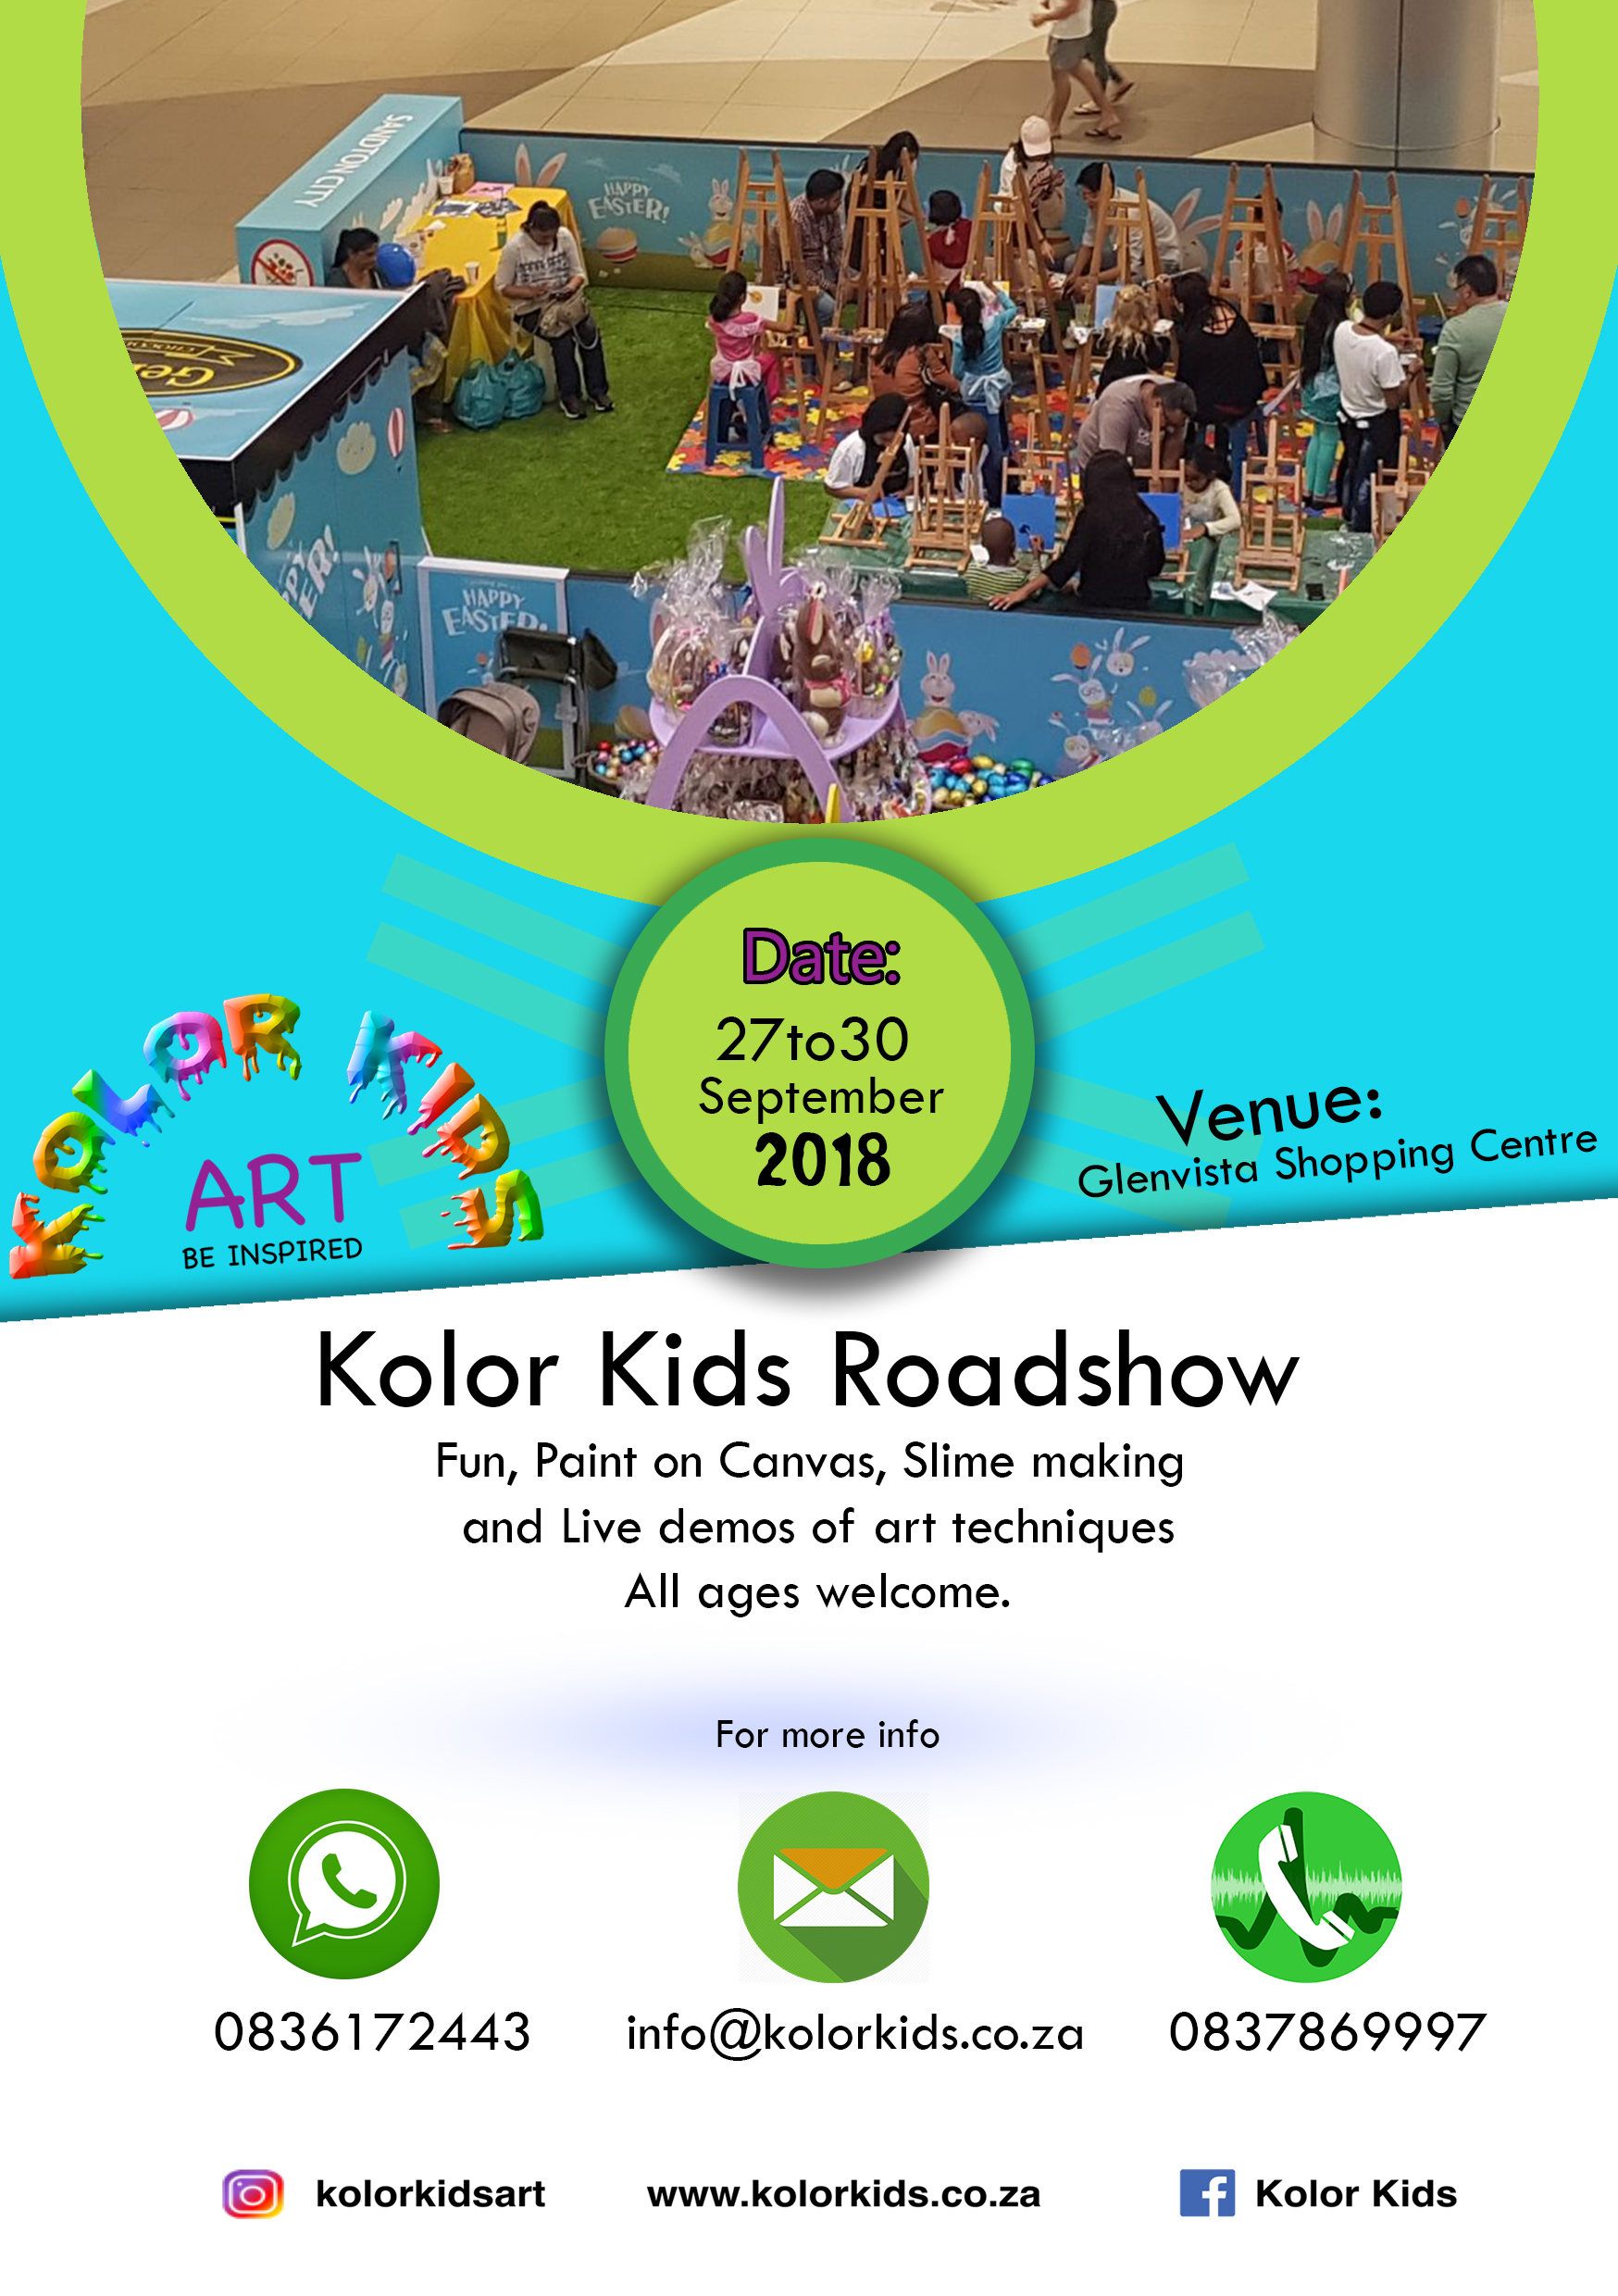 SANDTON CITY
HAPPY
EASTER!
HAPPY
EASTER!
Date:
27to30
September
2018
KOLOR KIDS
ART
BE INSPIRED
Venue:
Glenvista Shopping Centre
Kolor Kids Roadshow
Fun, Paint on Canvas, Slime making
and Live demos of art techniques
All ages welcome.
For more info
0836172443
info@kolorkids.co.za
0837869997
kolorkidsart
www.kolorkids.co.za
Kolor Kids